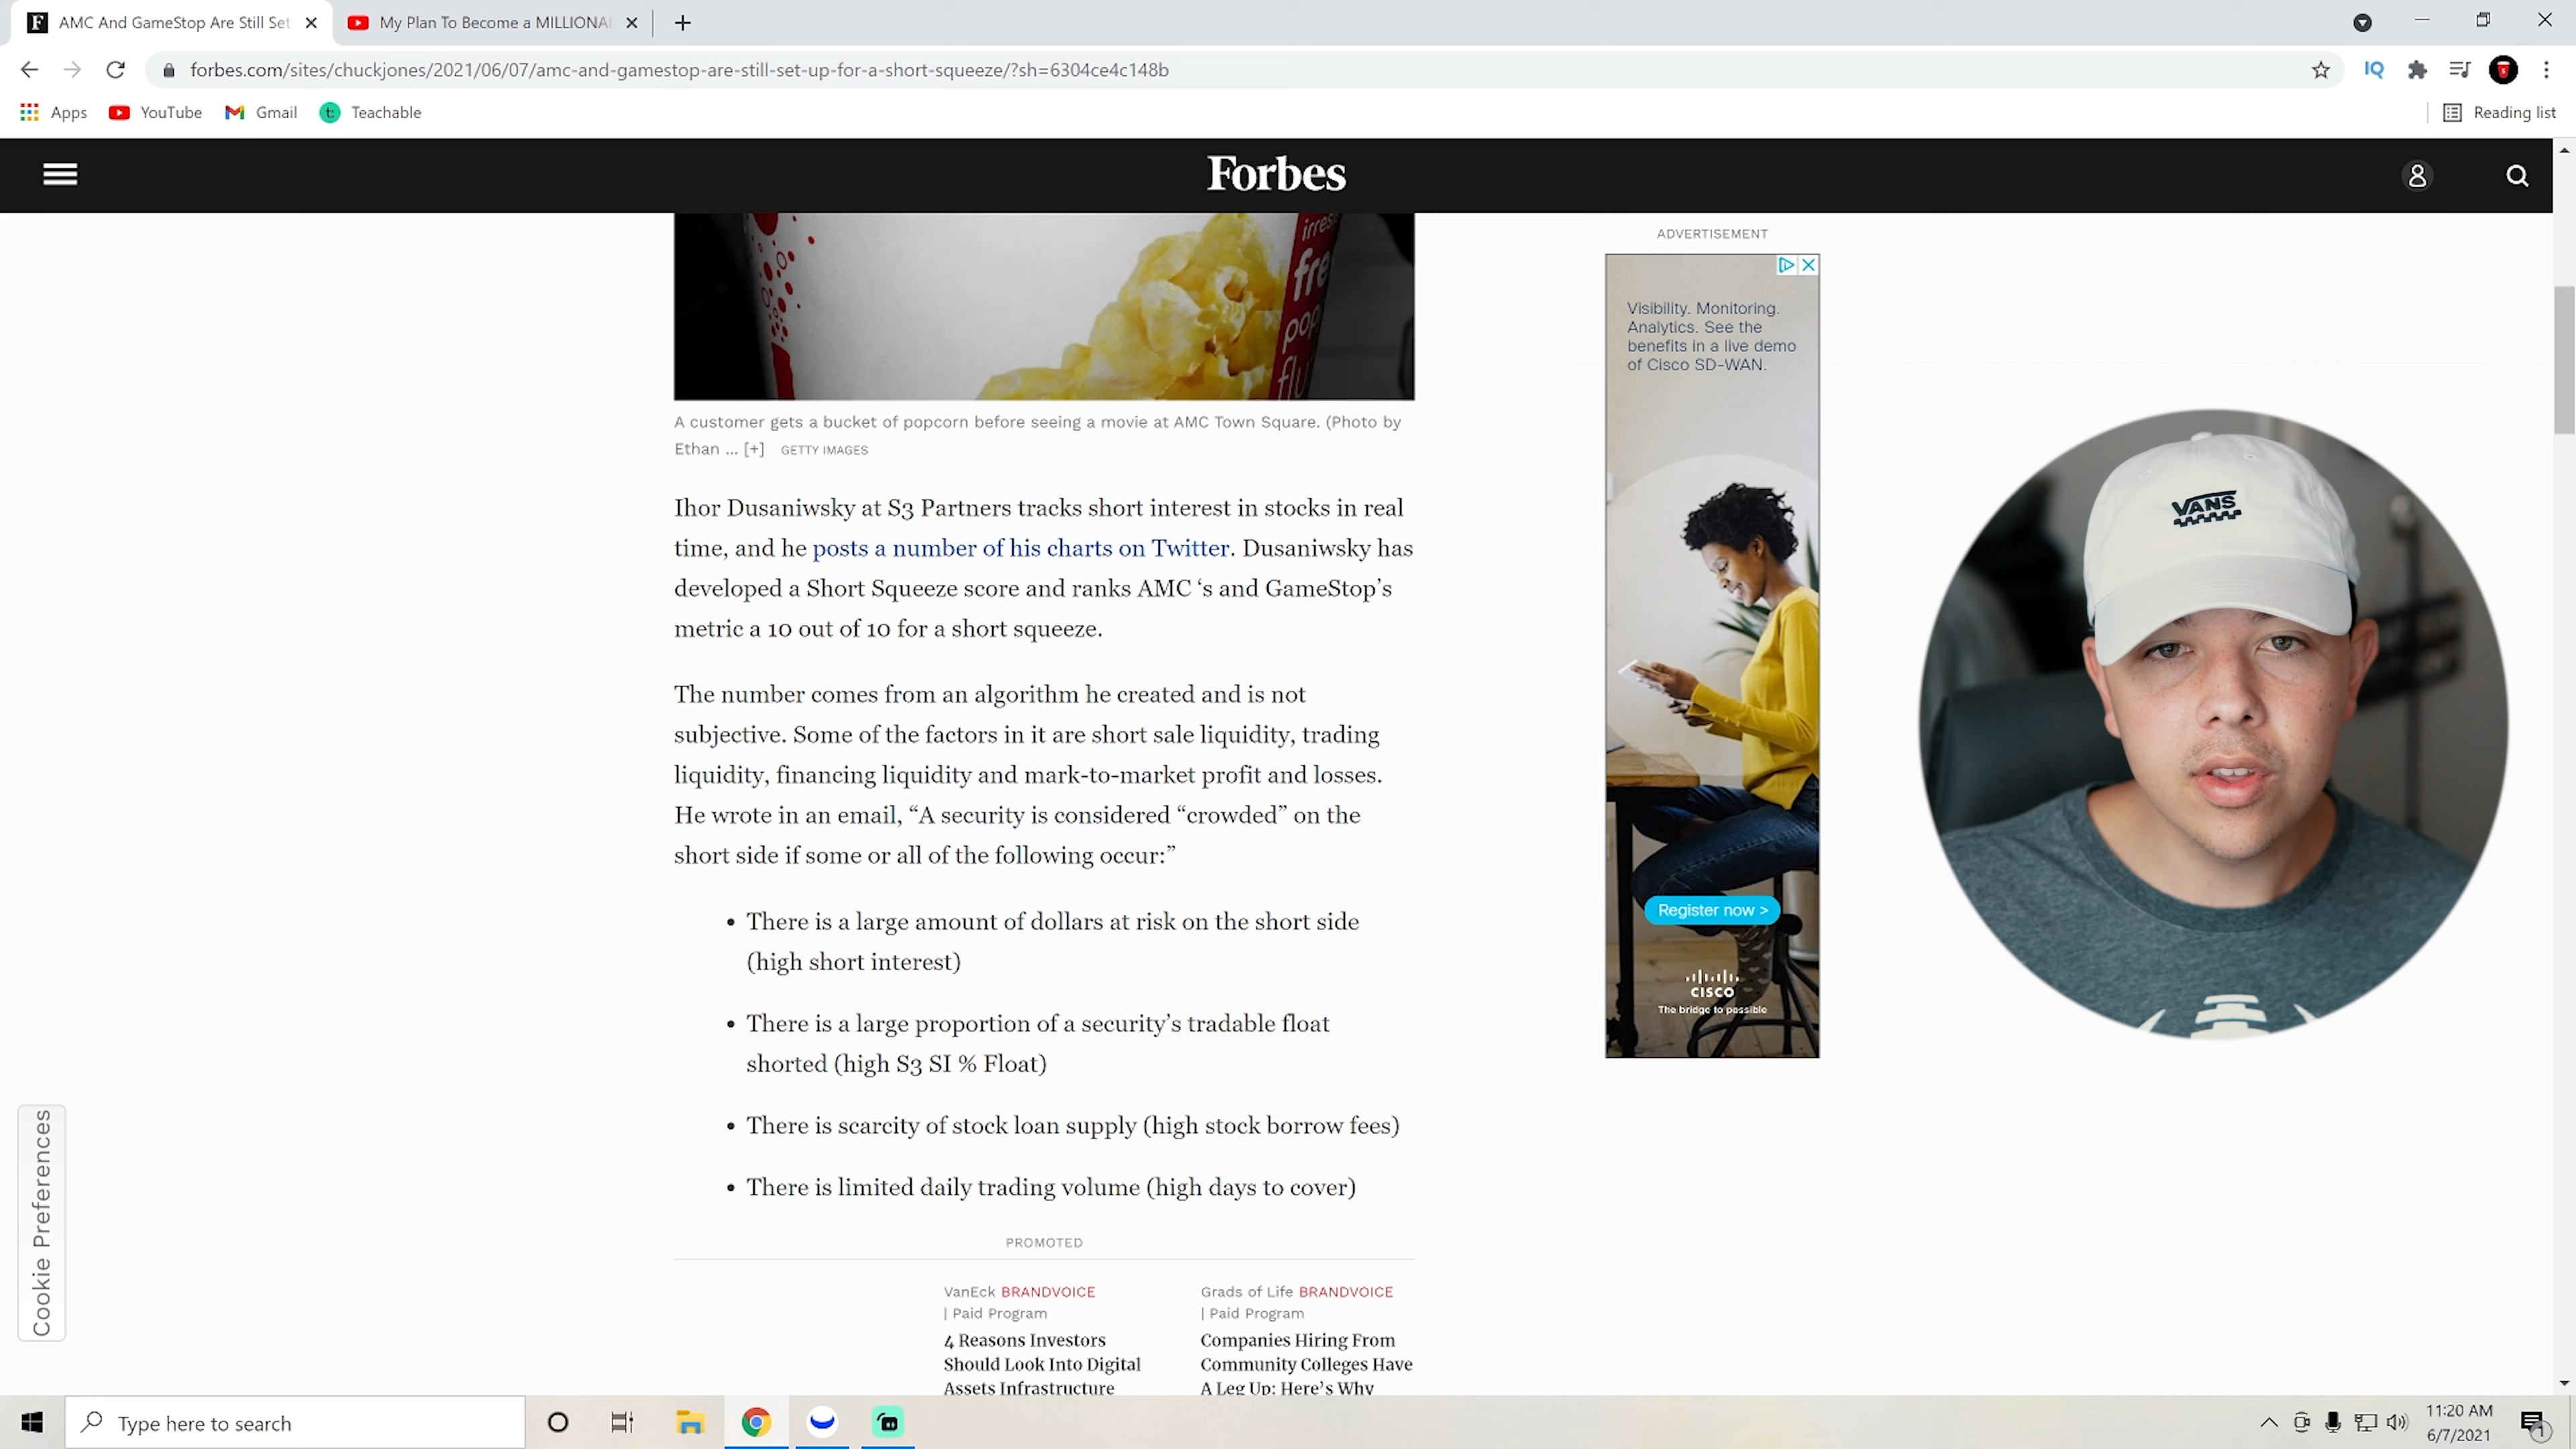 AMC And GameStop Are Still Set
My Plan To Become a MILLIONAI
forbes.com/sites/chuckjones/2021/06/07/amc-and-gamestop-are-still-set-up-for-a-short-squeeze/?sh=6304ce4c148b
IQ
Apps
YouTube
Gmail
Teachable
Reading list
Forbes
irres
fre
pop
flu
A customer gets a bucket of popcorn before seeing a movie at AMC Town Square. (Photo by
Ethan ... [+] GETTY IMAGES
Ihor Dusaniwsky at S3 Partners tracks short interest in stocks in real
time, and he posts a number of his charts on Twitter. Dusaniwsky has
developed a Short Squeeze score and ranks AMC ‘s and GameStop’s
metric a 10 out of 10 for a short squeeze.
The number comes from an algorithm he created and is not
subjective. Some of the factors in it are short sale liquidity, trading
liquidity, financing liquidity and mark-to-market profit and losses.
He wrote in an email, “A security is considered “crowded” on the
short side if some or all of the following occur:”
• There is a large amount of dollars at risk on the short side
(high short interest)
• There is a large proportion of a security’s tradable float
shorted (high S3 SI % Float)
• There is scarcity of stock loan supply (high stock borrow fees)
• There is limited daily trading volume (high days to cover)
PROMOTED
VanEck BRANDVOICE
| Paid Program
4 Reasons Investors
Should Look Into Digital
Assets Infrastructure
Grads of Life BRANDVOICE
| Paid Program
Companies Hiring From
Community Colleges Have
A Leg Up: Here’s Why
ADVERTISEMENT
Visibility. Monitoring.
Analytics. See the
benefits in a live demo
of Cisco SD-WAN.
Register now >
CISCO
The bridge to possible
VANS
Cookie Preferences
Type here to search
11:20 AM
6/7/2021
1